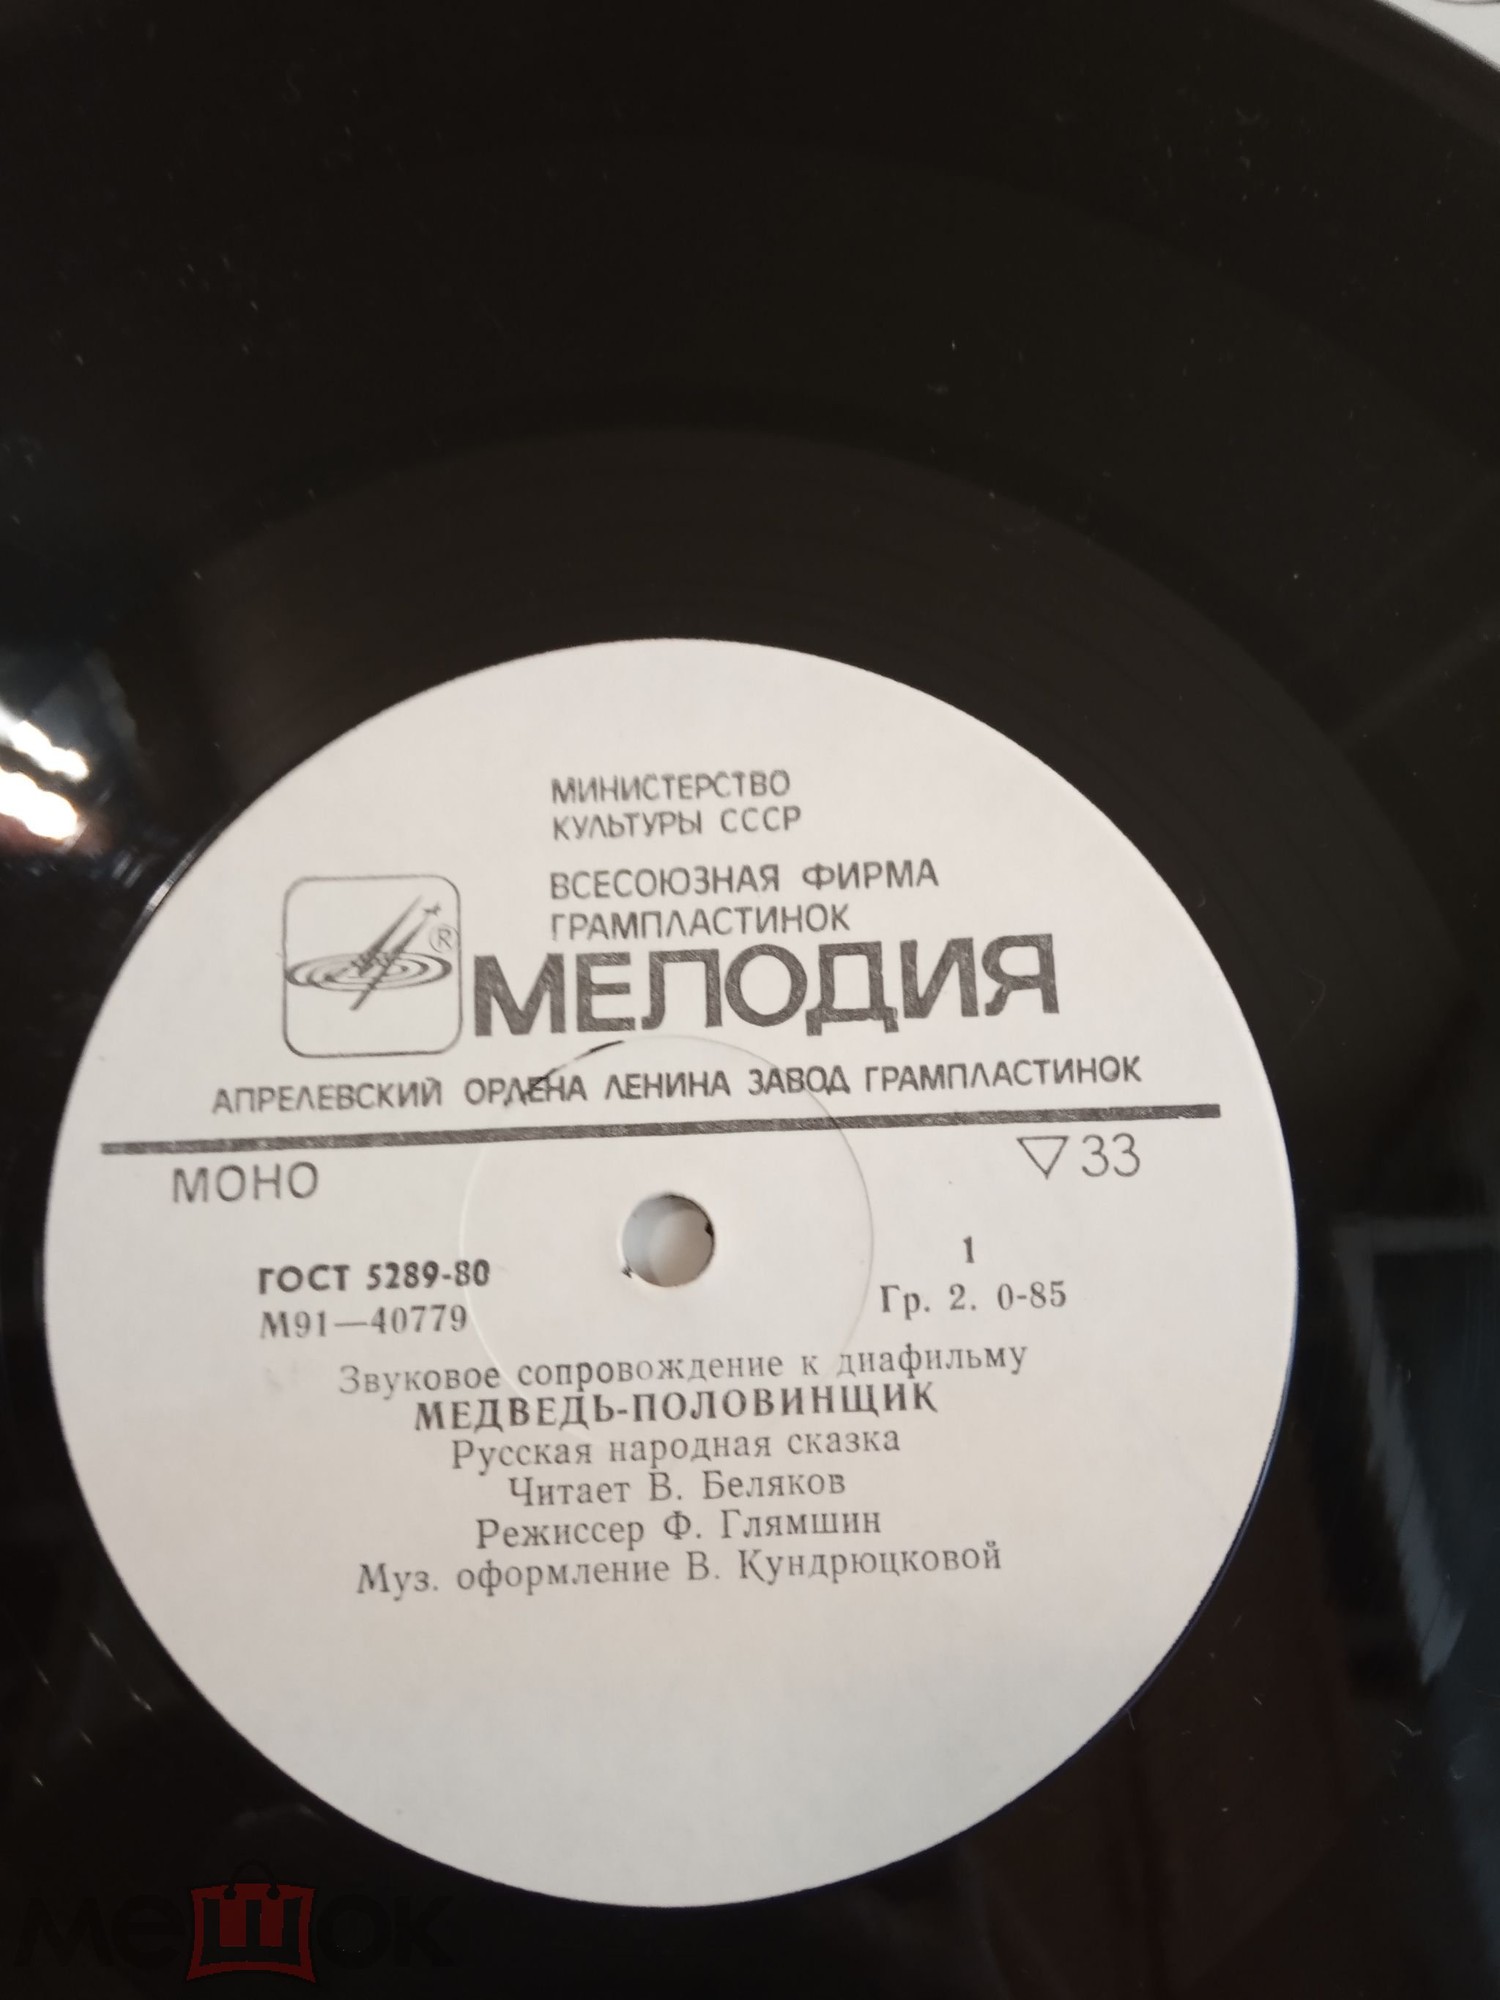 МИНИСТЕРСТВО
КУЛЬТУРЫ СССР
ВСЕСОЮЗНАЯ ФИРМА
ГРАМПЛАСТИНОК
®
МЕЛОДИЯ
АПРЕЛЕВСКИЙ ОРДЕНА ЛЕНИНА ЗАВОД ГРАМПЛАСТИНОК
МОНО
▽33
ГОСТ 5289-80
1
М91—40779
Гр. 2. 0-85
Звуковое сопровождение к диафильму
МЕДВЕДЬ-ПОЛОВИНЩИК
Русская народная сказка
Читает В. Беляков
Режиссер Ф. Глямшин
Муз. оформление В. Кундрюцковой
мешок